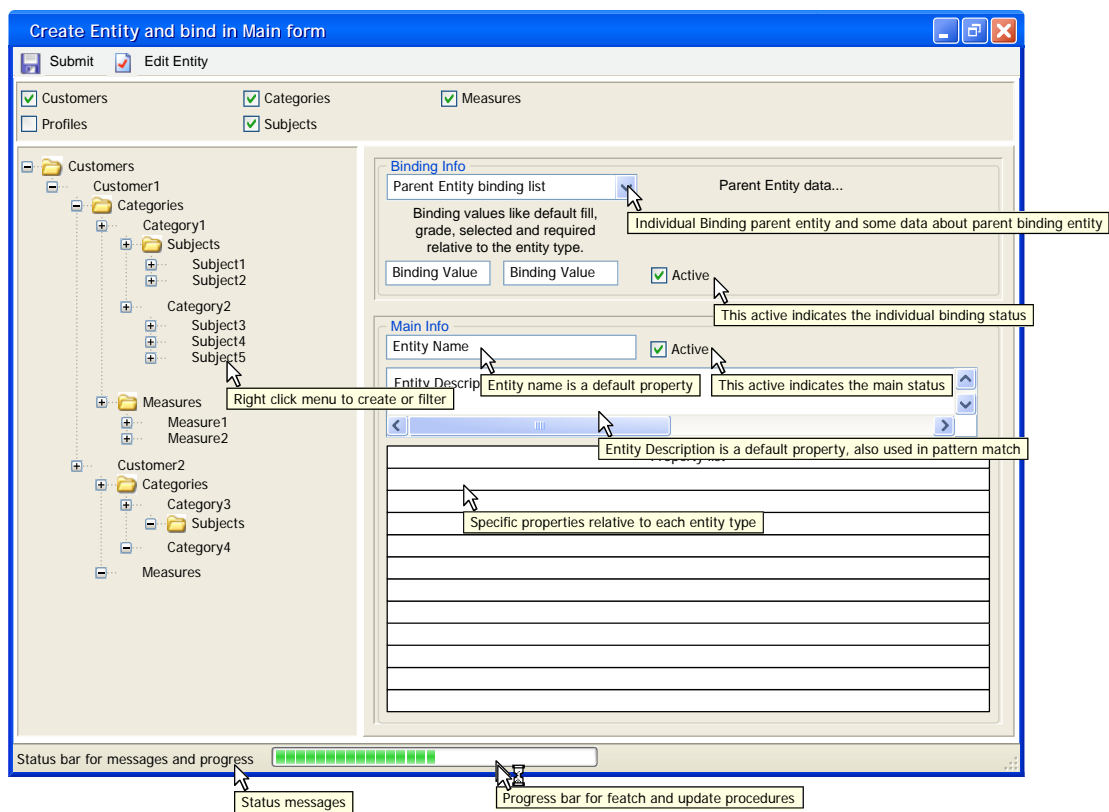 Create Entity and bind in Main form
Submit
Edit Entity
Customers
Categories
Measures
Profiles
Subjects
Customers
Customer1
Categories
Category1
Subjects
Subject1
Subject2
Category2
Subject3
Subject4
Subject5
Right click menu to create or filter
Measures
Measure1
Measure2
Customer2
Categories
Category3
Subjects
Category4
Measures
Binding Info
Parent Entity binding list
Parent Entity data...
Individual Binding parent entity and some data about parent binding entity
Binding values like default fill,
grade, selected and required
relative to the entity type.
Binding Value
Binding Value
Active
This active indicates the individual binding status
Main Info
Entity Name
Active
Entity Descrip
Entity name is a default property
This active indicates the main status
Entity Description is a default property, also used in pattern match
Property list
Specific properties relative to each entity type
Status bar for messages and progress
Status messages
Progress bar for featch and update procedures